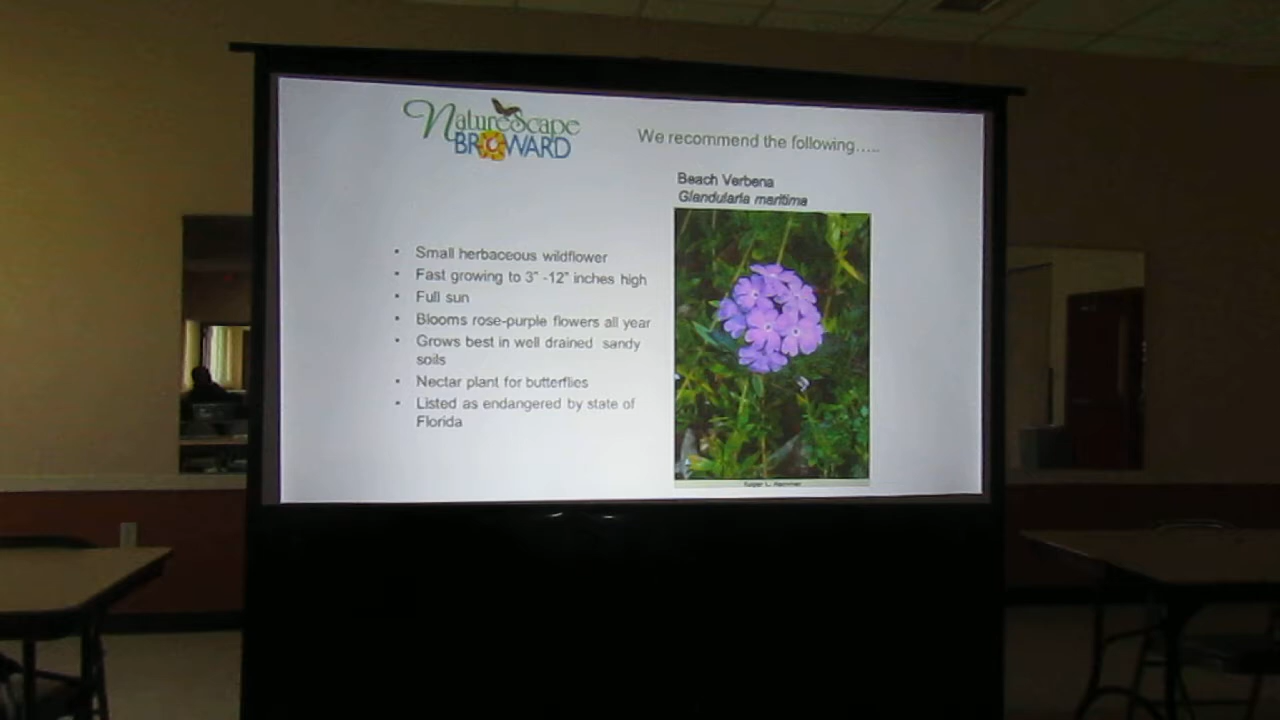 NatureScape
BROWARD
We recommend the following.....
Beach Verbena
Glandularia maritima
• Small herbaceous wildflower
• Fast growing to 3" -12" inches high
• Full sun
• Blooms rose-purple flowers all year
• Grows best in well drained sandy
soils
• Nectar plant for butterflies
• Listed as endangered by state of
Florida